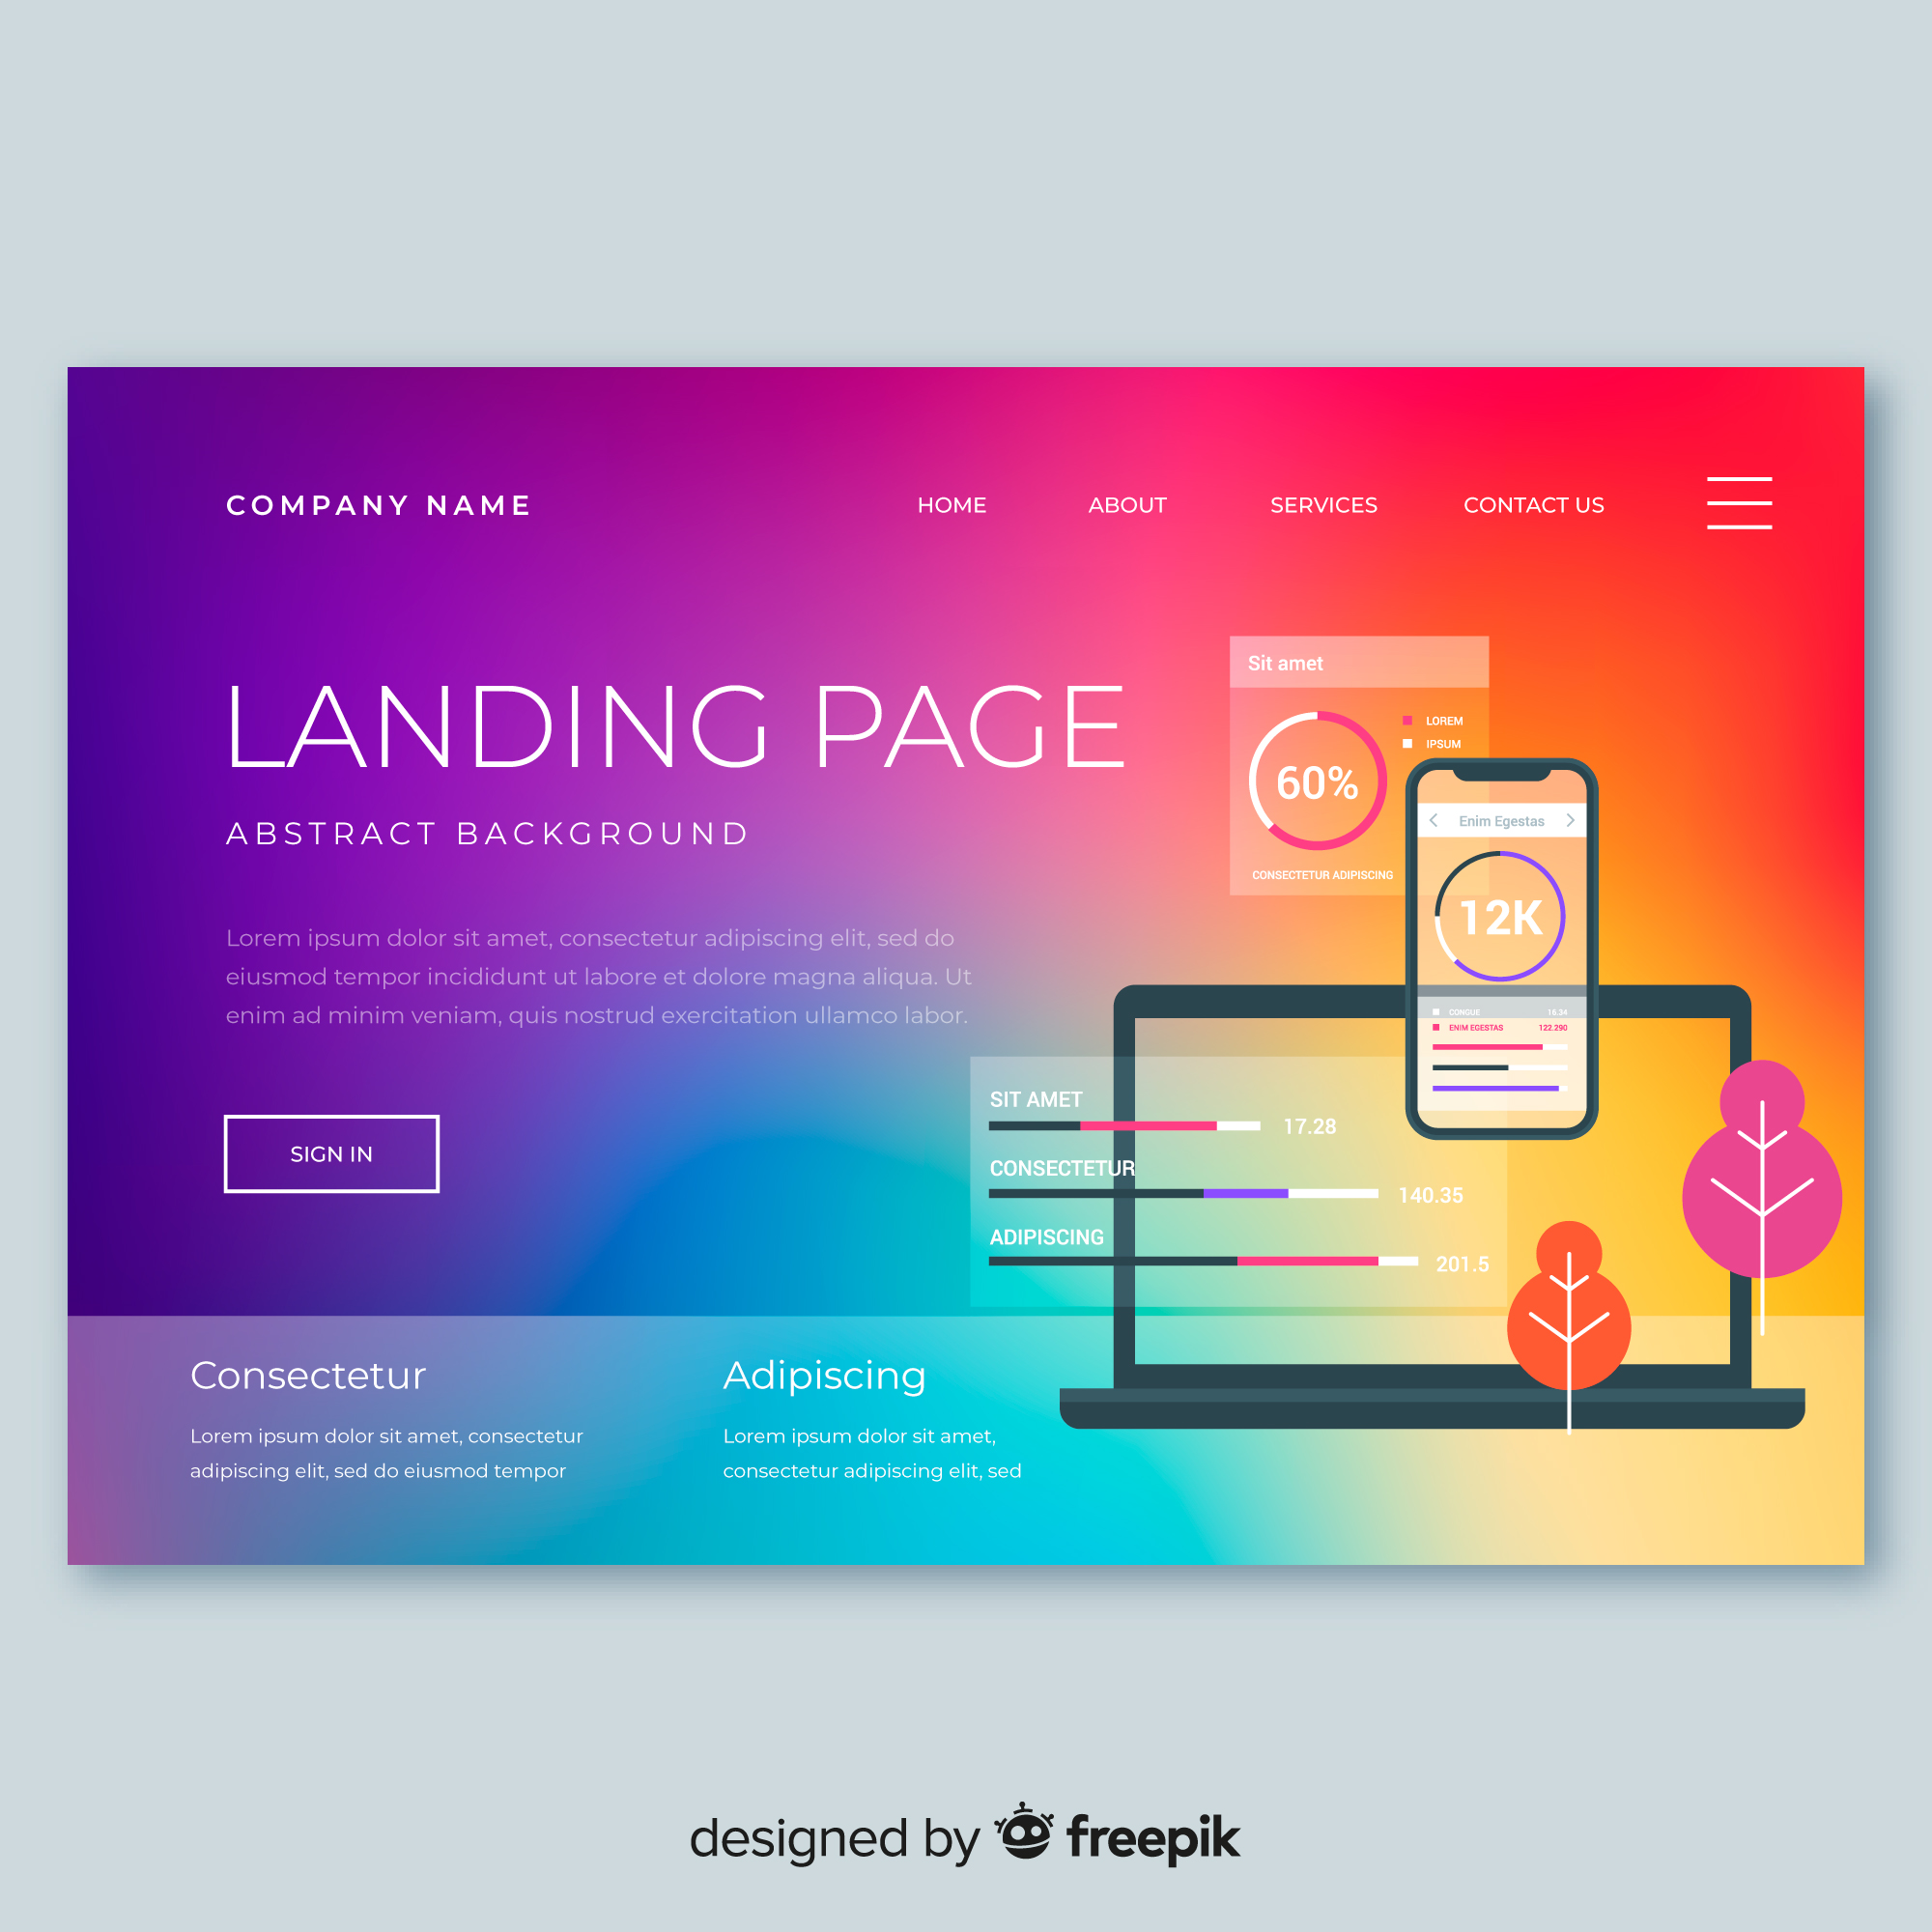 COMPANY NAME
HOME
ABOUT
SERVICES
CONTACT US
LANDING PAGE
ABSTRACT BACKGROUND
Lorem ipsum dolor sit amet, consectetur adipiscing elit, sed do
eiusmod tempor incididunt ut labore et dolore magna aliqua. Ut
enim ad minim veniam, quis nostrud exercitation ullamco labor.
SIGN IN
Sit amet
LOREM
IPSUM
60%
CONSECTETUR ADIPISCING
Enim Egestas
12K
CONGUE 16.34
ENIM EGESTAS 122.290
SIT AMET
17.28
CONSECTETUR
140.35
ADIPISCING
201.5
Consectetur
Lorem ipsum dolor sit amet, consectetur
adipiscing elit, sed do eiusmod tempor
Adipiscing
Lorem ipsum dolor sit amet,
consectetur adipiscing elit, sed
designed by freepik